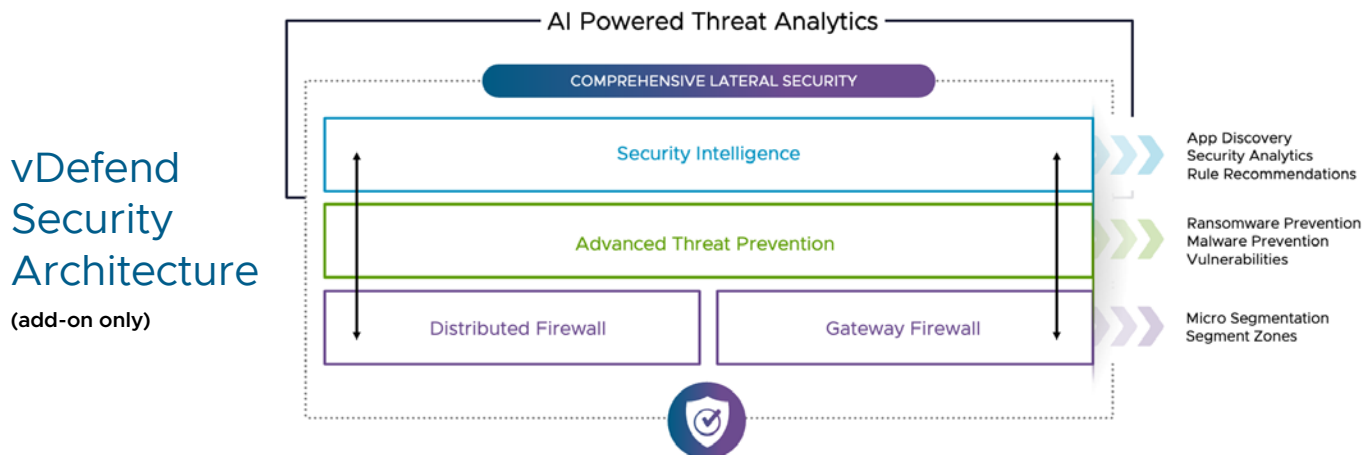 AI Powered Threat Analytics
COMPREHENSIVE LATERAL SECURITY
vDefend
Security
Architecture
(add-on only)
Security Intelligence
App Discovery
Security Analytics
Rule Recommendations
Advanced Threat Prevention
Ransomware Prevention
Malware Prevention
Vulnerabilities
Distributed Firewall
Gateway Firewall
Micro Segmentation
Segment Zones